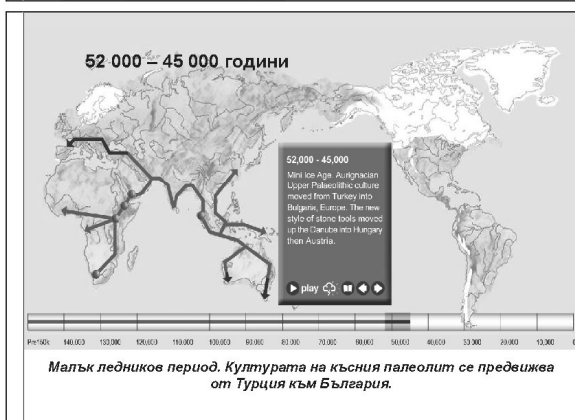 52 000 – 45 000 години
52,000 - 45,000
Mini Ice Age. Aurignacian
Upper Palaeolithic culture
moved from Turkey into
Bulgaria, Europe. The new
style of stone tools moved
up the Danube into Hungary
then Austria.
play
Pre160k 140,000 130,000 120,000 110,000 100,000 90,000 80,000 70,000 60,000 50,000 40,000 30,000 20,000 10,000 0
Малък ледников период. Културата на късния палеолит се предвижва
от Турция към България.